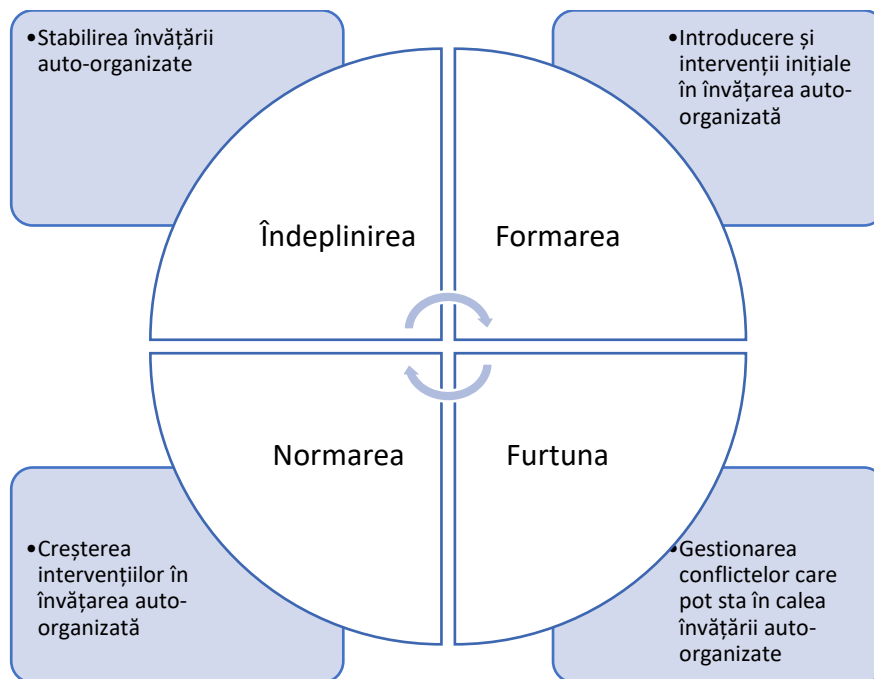 •Stabilirea învățării
auto-organizate
•Introducere și
intervenții inițiale
în învățarea auto-
organizată
Îndeplinirea
Formarea
Normarea
Furtuna
•Creșterea
intervențiilor în
învățarea auto-
organizată
•Gestionarea
conflictelor care
pot sta în calea
învățării auto-
organizate